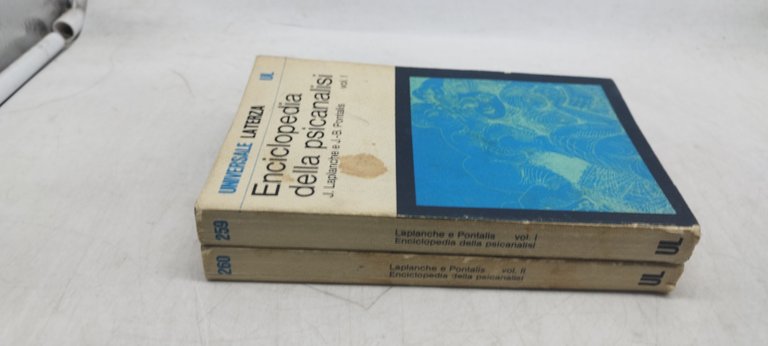 UNIVERSALE LATERZA UL
Enciclopedia
della psicanalisi
J. Laplanche e J.-B. Pontalis vol. I
259
Laplanche e Pontalis vol. I
Enciclopedia della psicanalisi
UL
260
Laplanche e Pontalis vol. II
Enciclopedia della psicanalisi
UL